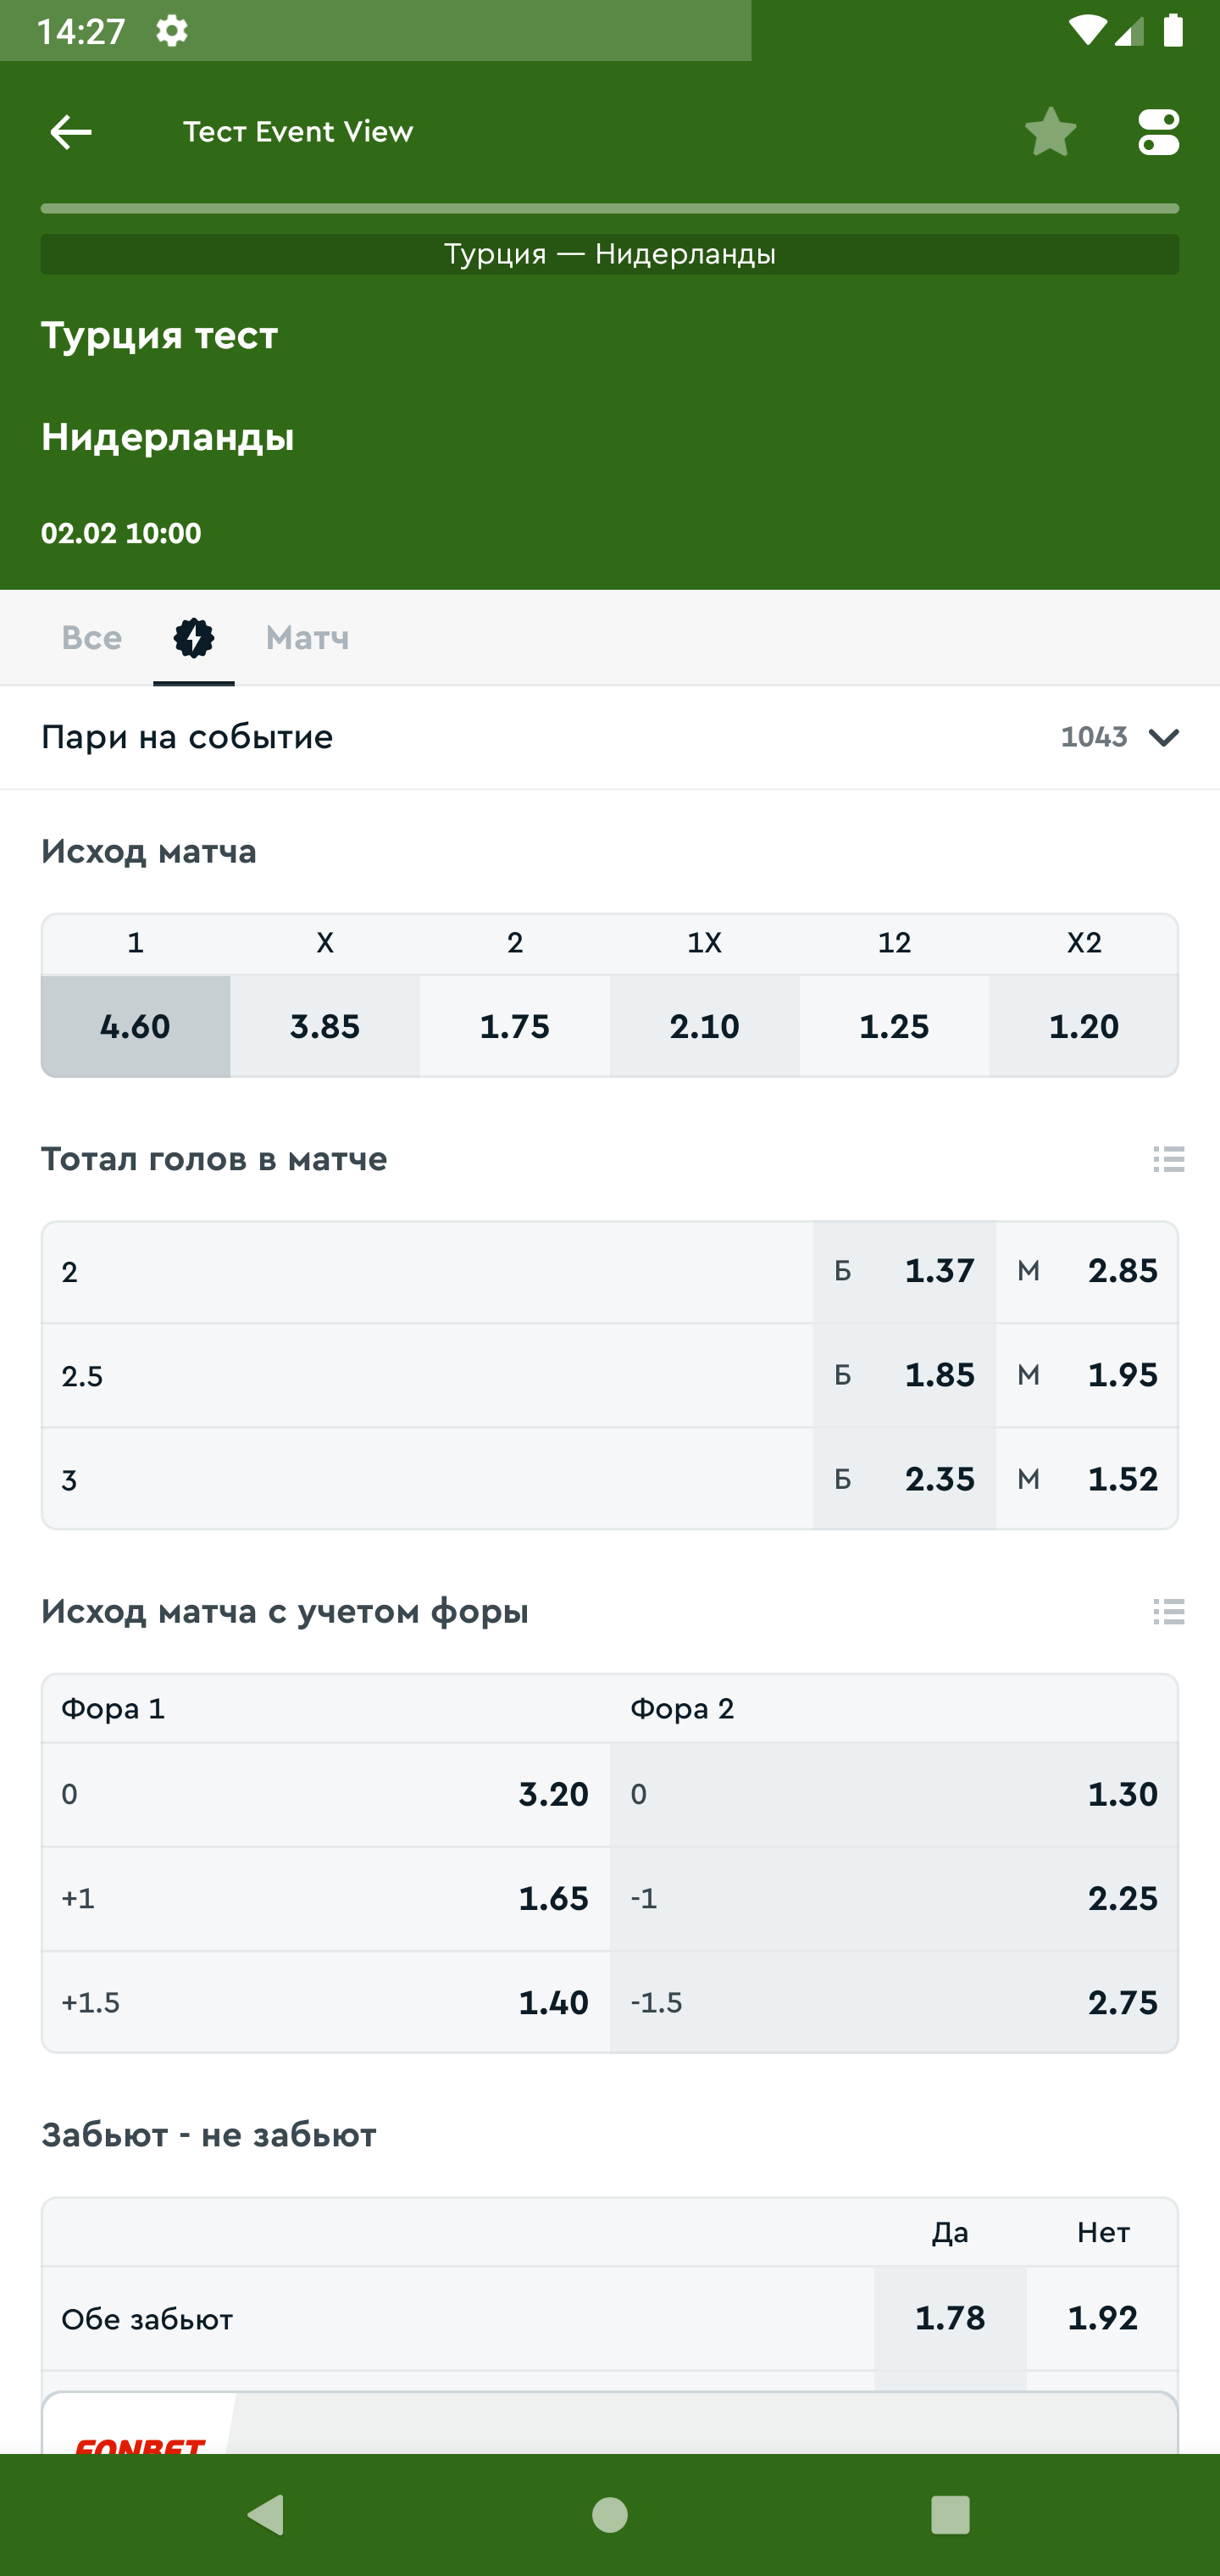 14:27
Тест Event View
Турция — Нидерланды
Турция тест
Нидерланды
02.02 10:00
Все Матч
Пари на событие 1043
Исход матча
1 X 2 1X 12 X2
4.60 3.85 1.75 2.10 1.25 1.20
Тотал голов в матче
2 Б 1.37 М 2.85
2.5 Б 1.85 М 1.95
3 Б 2.35 М 1.52
Исход матча с учетом форы
Фора 1 Фора 2
0 3.20 0 1.30
+1 1.65 -1 2.25
+1.5 1.40 -1.5 2.75
Забьют - не забьют
Да Нет
Обе забьют 1.78 1.92
FONBET